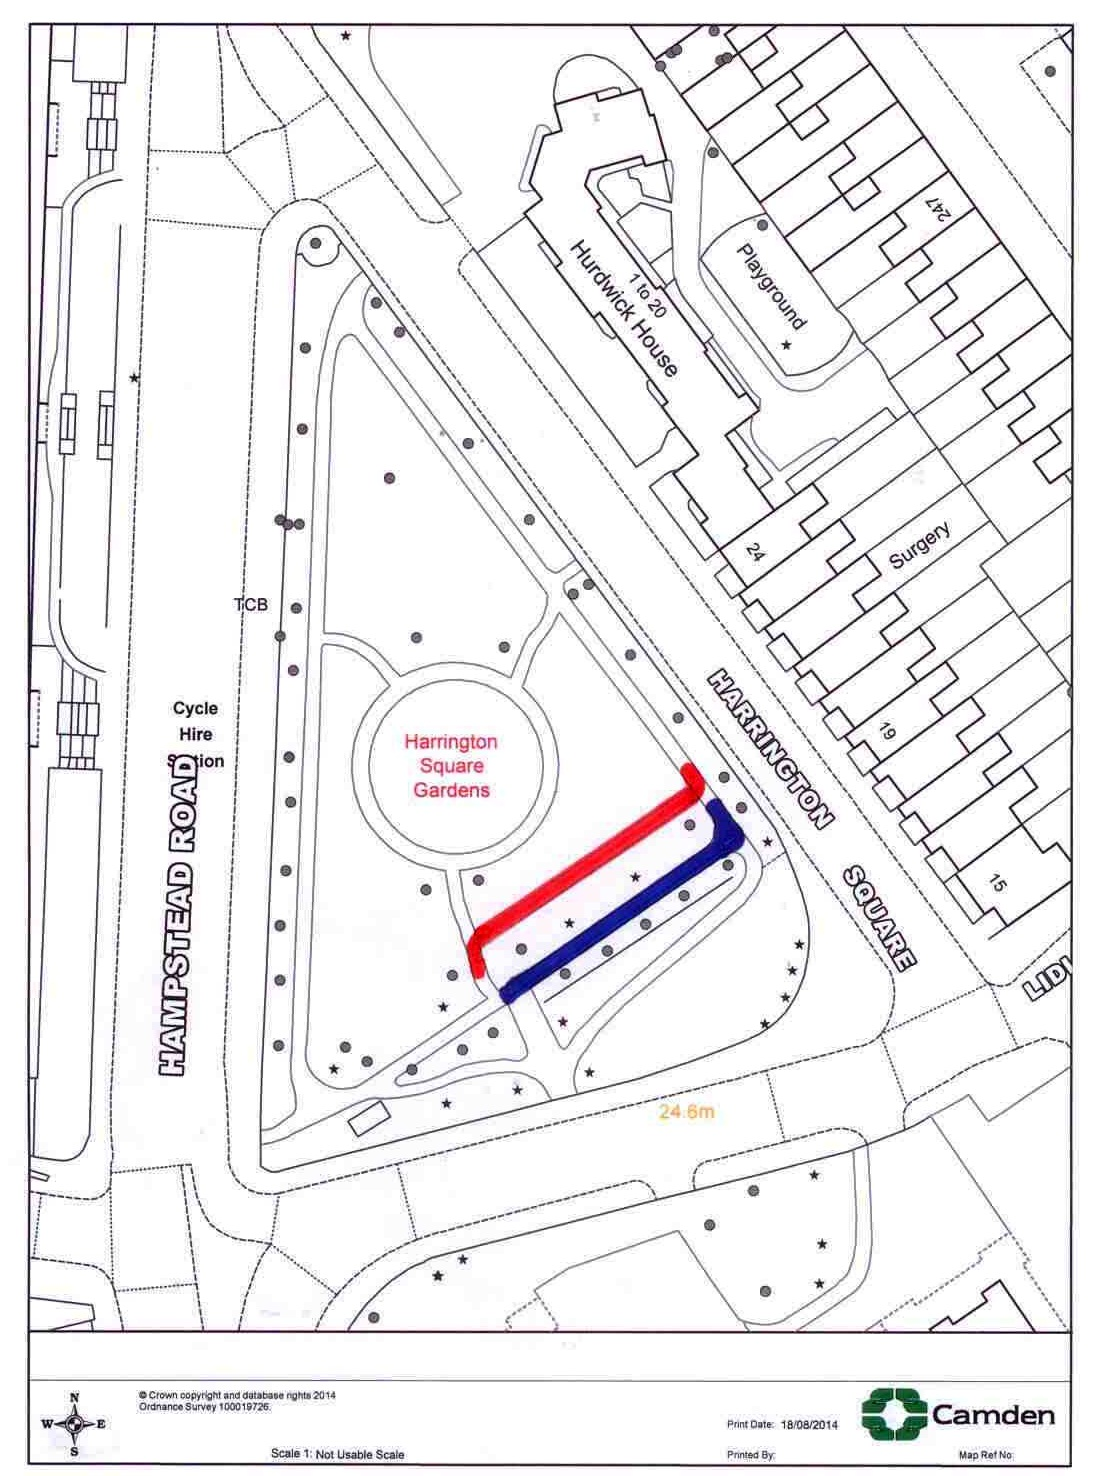 247
Playground
1 to 20
Hurdwick House
24
Surgery
TCB
Cycle
Hire
Station
HAMPSTEAD ROAD
Harrington
Square
Gardens
HARRINGTON
SQUARE
19
15
24.6m
N
W E
S
© Crown copyright and database rights 2014
Ordnance Survey 100019726.
Scale 1: Not Usable Scale
Print Date: 18/08/2014
Printed By:
Camden
Map Ref No: